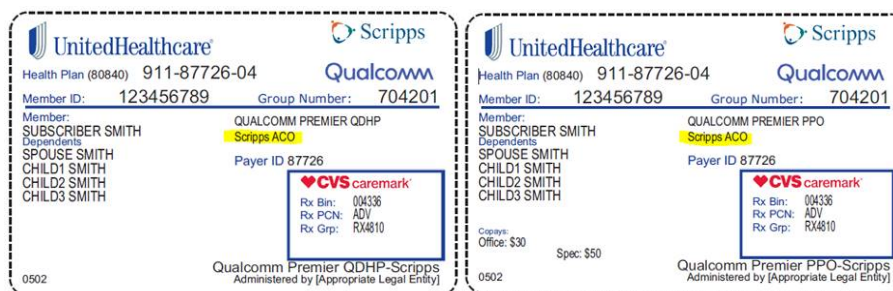 UnitedHealthcare®
Scripps
Health Plan (80840) 911-87726-04
Qualcomm
Member ID: 123456789 Group Number: 704201
Member:
SUBSCRIBER SMITH
Dependents
SPOUSE SMITH
CHILD1 SMITH
CHILD2 SMITH
CHILD3 SMITH
QUALCOMM PREMIER QDHP
Scripps ACO
Payer ID 87726
CVS caremark®
Rx Bin: 004336
Rx PCN: ADV
Rx Grp: RX4810
0502
Qualcomm Premier QDHP-Scripps
Administered by [Appropriate Legal Entity]
UnitedHealthcare®
Scripps
Health Plan (80840) 911-87726-04
Qualcomm
Member ID: 123456789 Group Number: 704201
Member:
SUBSCRIBER SMITH
Dependents
SPOUSE SMITH
CHILD1 SMITH
CHILD2 SMITH
CHILD3 SMITH
QUALCOMM PREMIER PPO
Scripps ACO
Payer ID 87726
CVS caremark®
Rx Bin: 004336
Rx PCN: ADV
Rx Grp: RX4810
Copays:
Office: $30
Spec: $50
0502
Qualcomm Premier PPO-Scripps
Administered by [Appropriate Legal Entity]